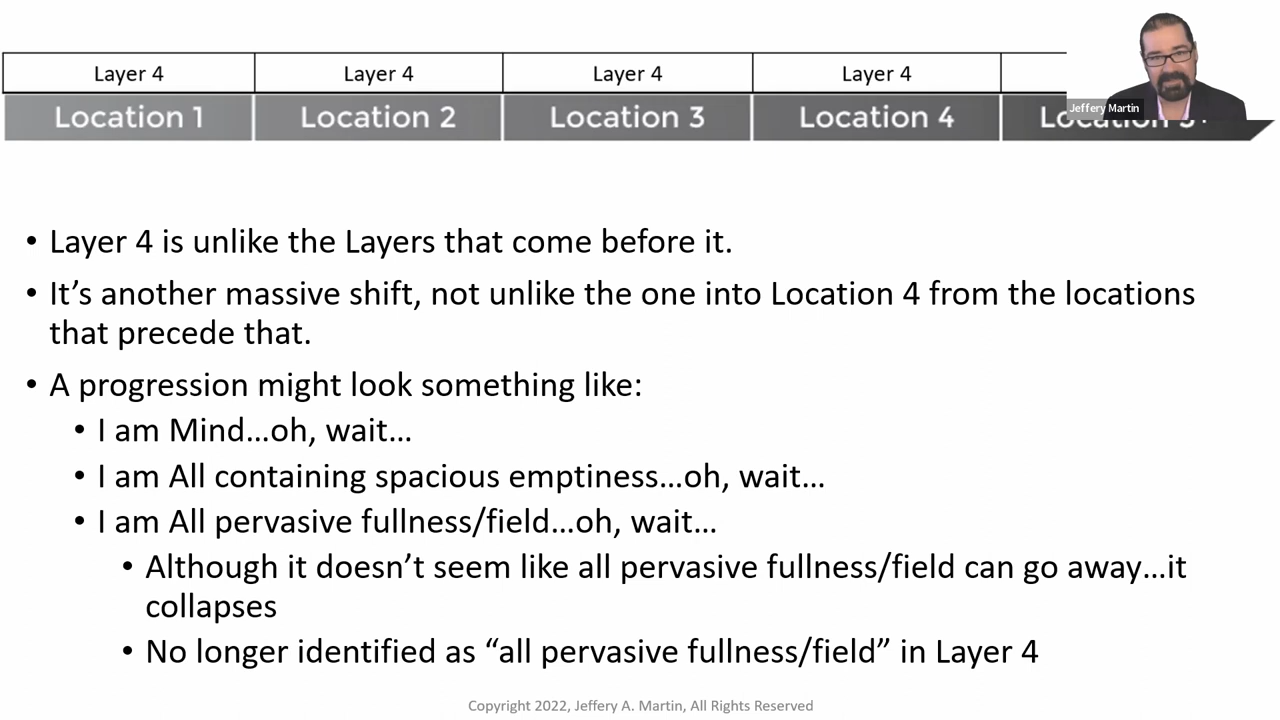 Layer 4
Layer 4
Layer 4
Layer 4
Jeffery Martin
Location 1
Location 2
Location 3
Location 4
• Layer 4 is unlike the Layers that come before it.
• It’s another massive shift, not unlike the one into Location 4 from the locations
that precede that.
• A progression might look something like:
• I am Mind…oh, wait…
• I am All containing spacious emptiness…oh, wait…
• I am All pervasive fullness/field…oh, wait…
• Although it doesn’t seem like all pervasive fullness/field can go away…it
collapses
• No longer identified as “all pervasive fullness/field” in Layer 4
Copyright 2022, Jeffery A. Martin, All Rights Reserved